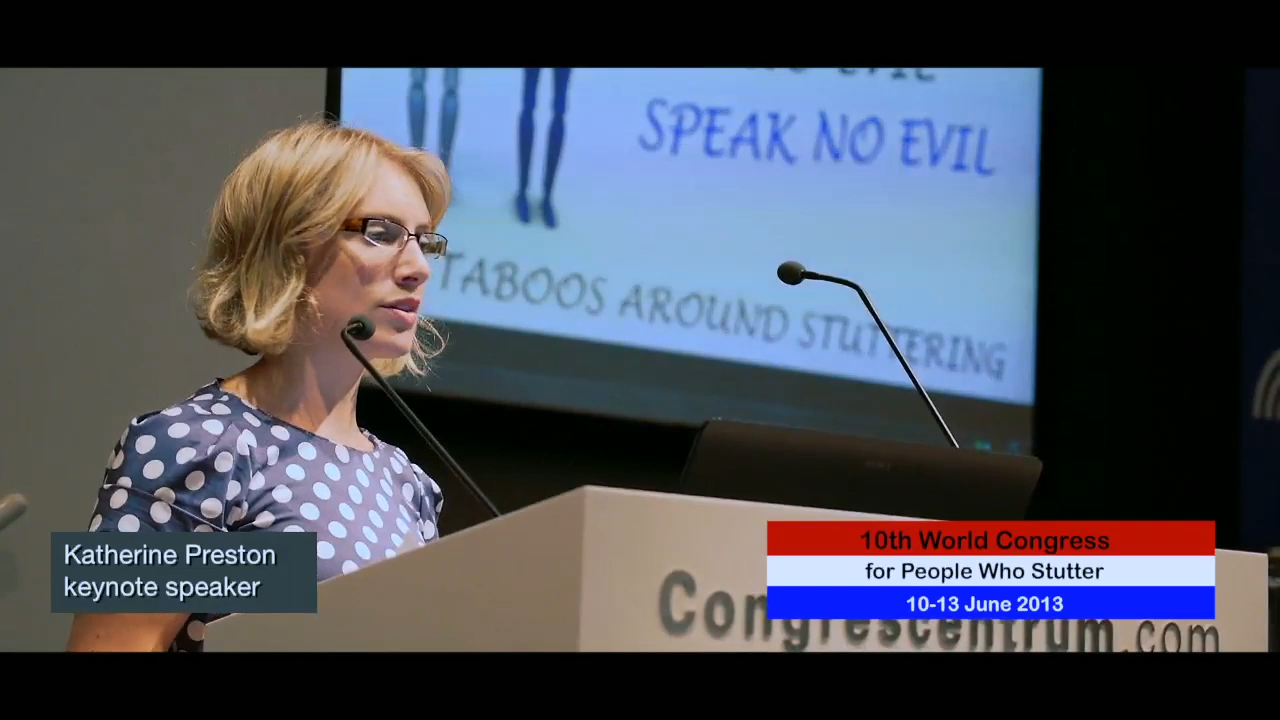 EVIL
SPEAK NO EVIL
TABOOS AROUND STUTTERING
Katherine Preston
keynote speaker
10th World Congress
for People Who Stutter
10-13 June 2013
Congrescentrum.com